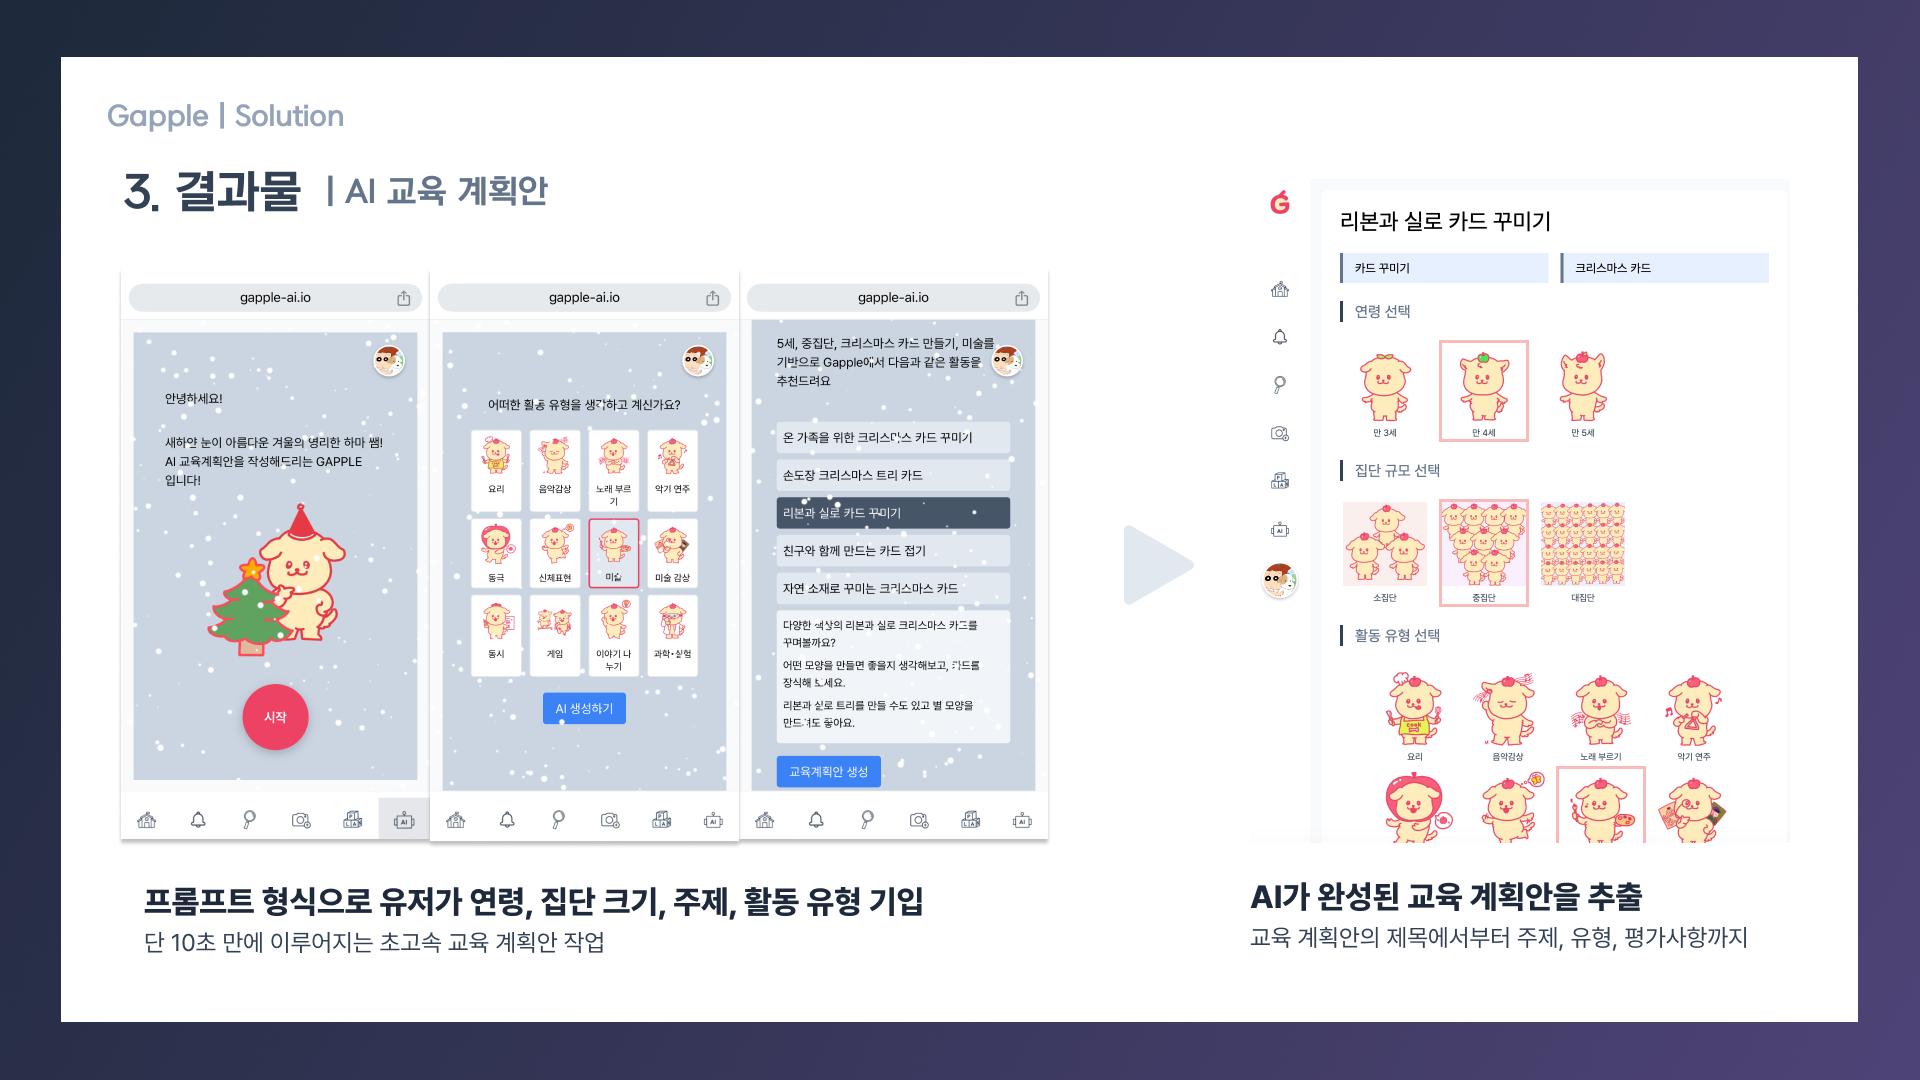 Gapple | Solution
3. 결과물 | AI 교육 계획안
gapple-ai.io
안녕하세요!
새하얀 눈이 아름다운 겨울의 영리한 하마 쌤!
AI 교육계획안을 작성해드리는 GAPPLE
입니다!
시작
gapple-ai.io
어떠한 활동 유형을 생각하고 계신가요?
요리
음악감상
노래 부르
기
악기 연주
동극
신체표현
미술
미술 감상
동시
게임
이야기 나
누기
과학·실험
AI 생성하기
gapple-ai.io
5세, 중집단, 크리스마스 카드 만들기, 미술를
기반으로 Gapple에서 다음과 같은 활동을
추천드려요
온 가족을 위한 크리스마스 카드 꾸미기
손도장 크리스마스 트리 카드
리본과 실로 카드 꾸미기
친구와 함께 만드는 카드 접기
자연 소재로 꾸미는 크리스마스 카드
다양한 색상의 리본과 실로 크리스마스 카드를
꾸며볼까요?
어떤 모양을 만들면 좋을지 생각해보고, 카드를
장식해 보세요.
리본과 실로 트리를 만들 수도 있고 별 모양을
만드셔도 좋아요.
교육계획안 생성
프롬프트 형식으로 유저가 연령, 집단 크기, 주제, 활동 유형 기입
단 10초 만에 이루어지는 초고속 교육 계획안 작업
G
리본과 실로 카드 꾸미기
카드 꾸미기
크리스마스 카드
연령 선택
만 3세
만 4세
만 5세
집단 규모 선택
소집단
중집단
대집단
활동 유형 선택
요리
음악감상
노래 부르기
악기 연주
AI
AI가 완성된 교육 계획안을 추출
교육 계획안의 제목에서부터 주제, 유형, 평가사항까지